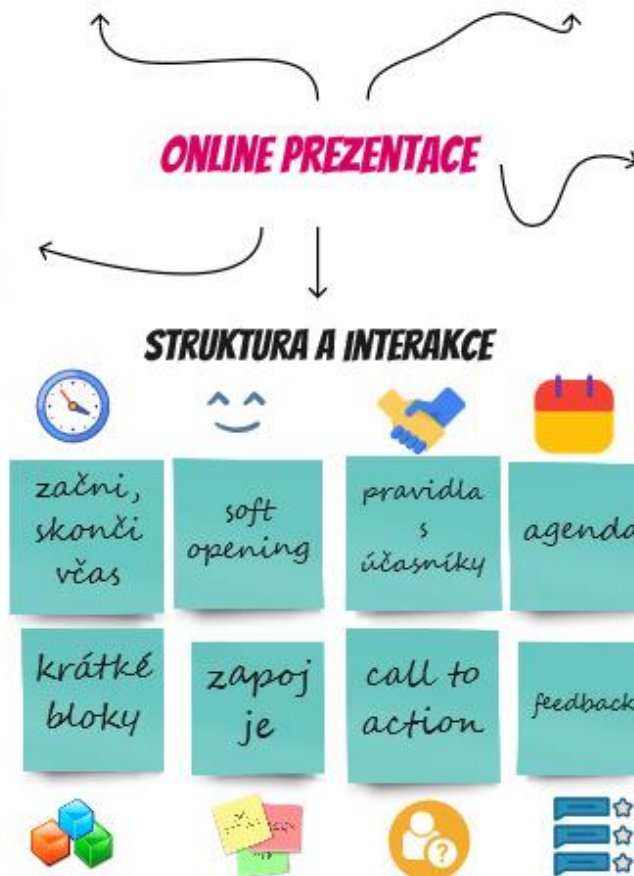 ONLINE PREZENTACE
STRUKTURA A INTERAKCE
začni,
skonči
včas
soft
opening
pravidla
s
účasníky
agenda
krátké
bloky
zapoj
je
call to
action
feedback
?